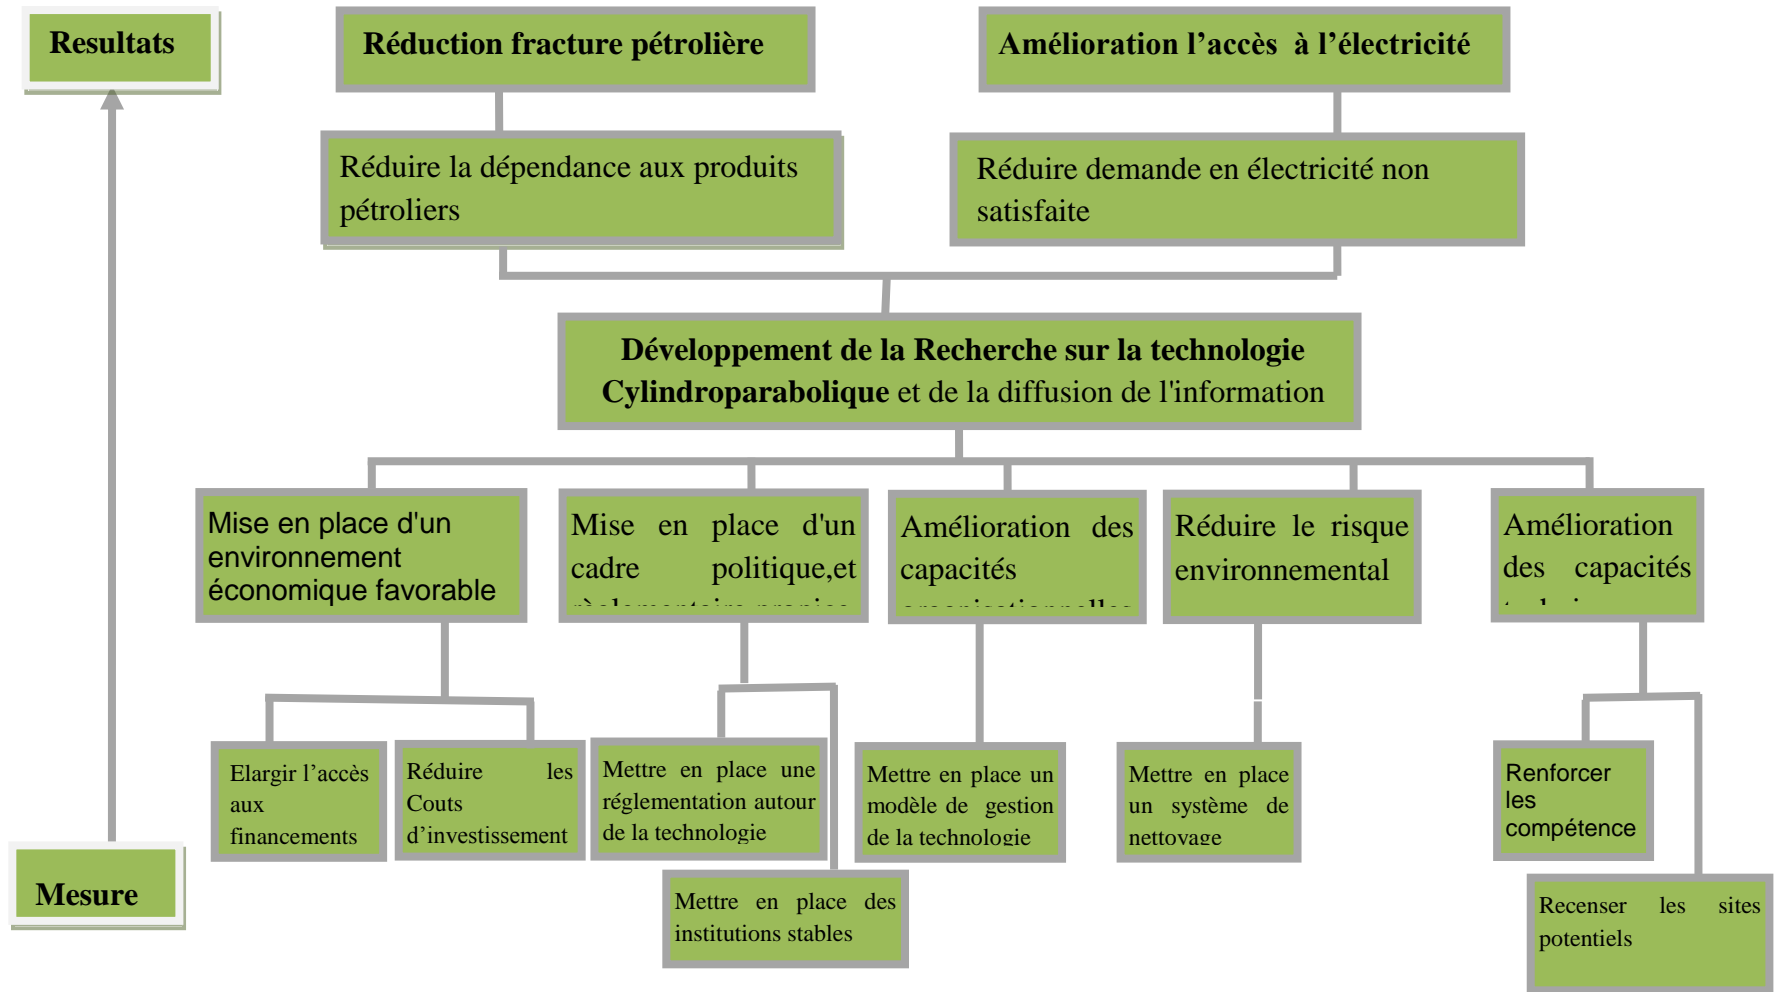 Resultats
Réduction fracture pétrolière
Amélioration l’accès à l’électricité
Réduire la dépendance aux produits
pétroliers
Réduire demande en électricité non
satisfaite
Développement de la Recherche sur la technologie
Cylindroparabolique et de la diffusion de l'information
Mise en place d'un
environnement
économique favorable
Mise en place d'un
cadre politique,et
Amélioration des
capacités
Réduire le risque
environnemental
Amélioration
des capacités
Elargir l’accès
aux
financements
Réduire les
Couts
d’investissement
Mettre en place une
réglementation autour
de la technologie
Mettre en place des
institutions stables
Mettre en place un
modèle de gestion
de la technologie
Mettre en place
un système de
nettoyage
Renforcer
les
compétence
Recenser les sites
potentiels
Mesure